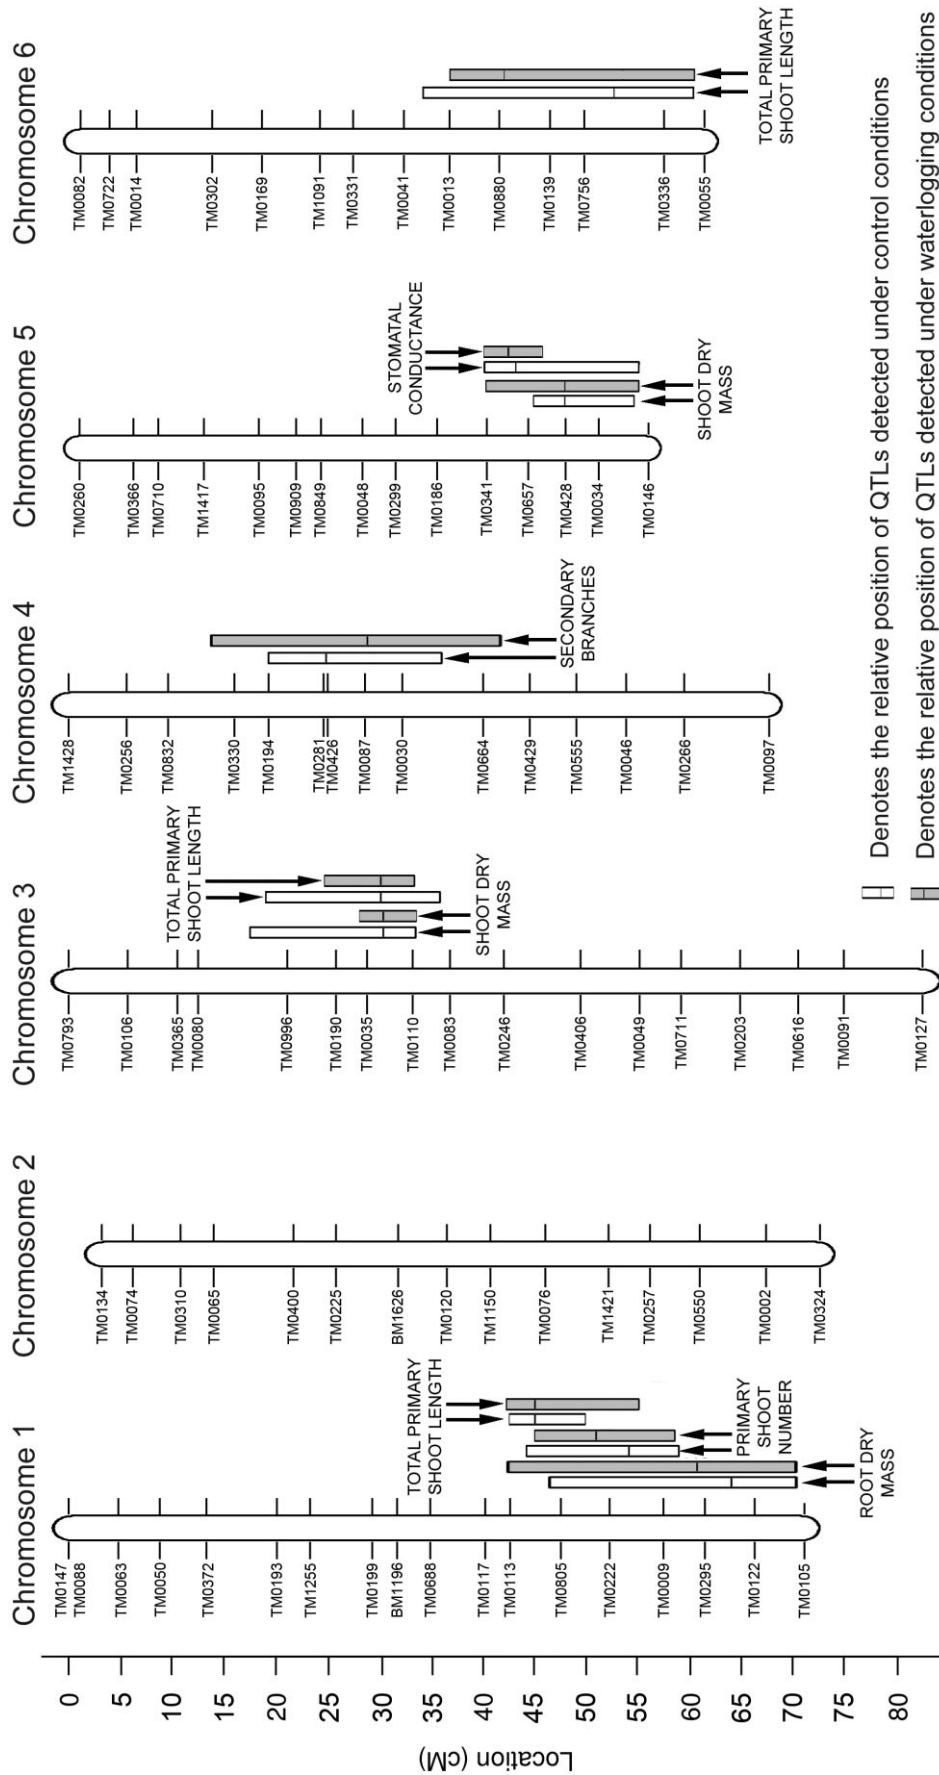 Chromosome 1
Chromosome 2
Chromosome 3
Chromosome 4
Chromosome 5
Chromosome 6
Location (cM)
0
5
10
15
20
25
30
35
40
45
50
55
60
65
70
75
80
TM0147
TM0088
TM0063
TM0050
TM0372
TM0193
TM1255
TM0199
BM1196
TM0688
TM0117
TM0113
TM0805
TM0222
TM0009
TM0295
TM0122
TM0105
TOTAL PRIMARY
SHOOT LENGTH
PRIMARY
SHOOT
NUMBER
ROOT DRY
MASS
TM0134
TM0074
TM0310
TM0065
TM0400
TM0225
BM1626
TM0120
TM1150
TM0076
TM1421
TM0257
TM0550
TM0002
TM0324
TM0793
TM0106
TM0365
TM0080
TM0996
TM0190
TM0035
TM0110
TM0083
TM0246
TM0406
TM0049
TM0711
TM0203
TM0616
TM0091
TM0127
TOTAL PRIMARY
SHOOT LENGTH
SHOOT DRY
MASS
TM1428
TM0256
TM0832
TM0330
TM0194
TM0281
TM0426
TM0087
TM0030
TM0664
TM0429
TM0555
TM0046
TM0266
TM0097
SECONDARY
BRANCHES
TM0260
TM0366
TM0710
TM1417
TM0095
TM0909
TM0849
TM0048
TM0299
TM0186
TM0341
TM0657
TM0428
TM0034
TM0146
STOMATAL
CONDUCTANCE
SHOOT DRY
MASS
TM0082
TM0722
TM0014
TM0302
TM0169
TM1091
TM0331
TM0041
TM0013
TM0880
TM0139
TM0756
TM0336
TM0055
TOTAL PRIMARY
SHOOT LENGTH
Denotes the relative position of QTLs detected under control conditions
Denotes the relative position of QTLs detected under waterlogging conditions